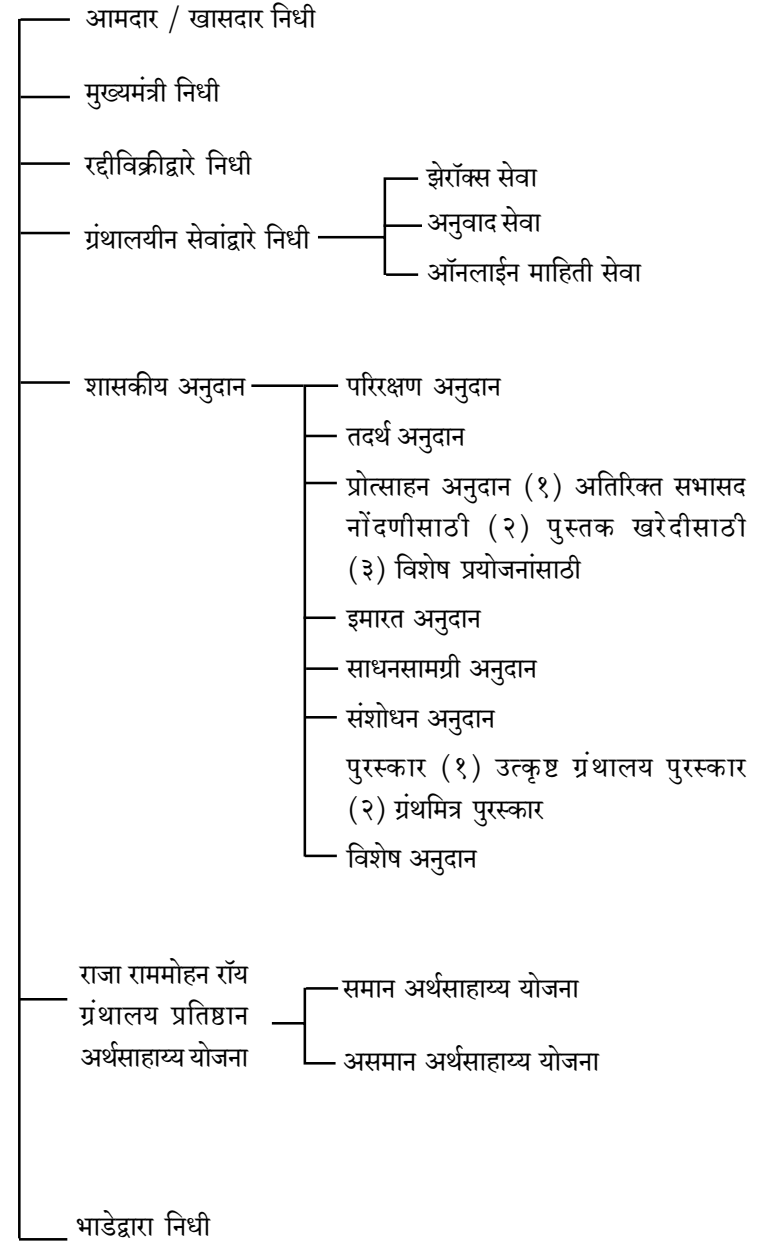 आमदार / खासदार निधी
मुख्यमंत्री निधी
रद्दीविक्रीद्वारे निधी
ग्रंथालयीन सेवांद्वारे निधी
झेरॉक्स सेवा
अनुवाद सेवा
ऑनलाईन माहिती सेवा
शासकीय अनुदान
परिरक्षण अनुदान
तदर्थ अनुदान
प्रोत्साहन अनुदान (१) अतिरिक्त सभासद
नोंदणीसाठी (२) पुस्तक खरेदीसाठी
(३) विशेष प्रयोजनांसाठी
इमारत अनुदान
साधनसामग्री अनुदान
संशोधन अनुदान
पुरस्कार (१) उत्कृष्ट ग्रंथालय पुरस्कार
(२) ग्रंथमित्र पुरस्कार
विशेष अनुदान
राजा राममोहन रॉय
ग्रंथालय प्रतिष्ठान
अर्थसाहाय्य योजना
समान अर्थसाहाय्य योजना
असमान अर्थसाहाय्य योजना
भाडेद्वारा निधी